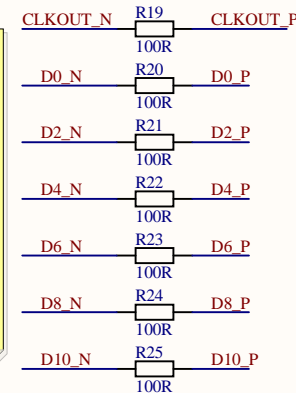 CLKOUT_N R19 CLKOUT_P
100R
D0_N R20 D0_P
100R
D2_N R21 D2_P
100R
D4_N R22 D4_P
100R
D6_N R23 D6_P
100R
D8_N R24 D8_P
100R
D10_N R25 D10_P
100R